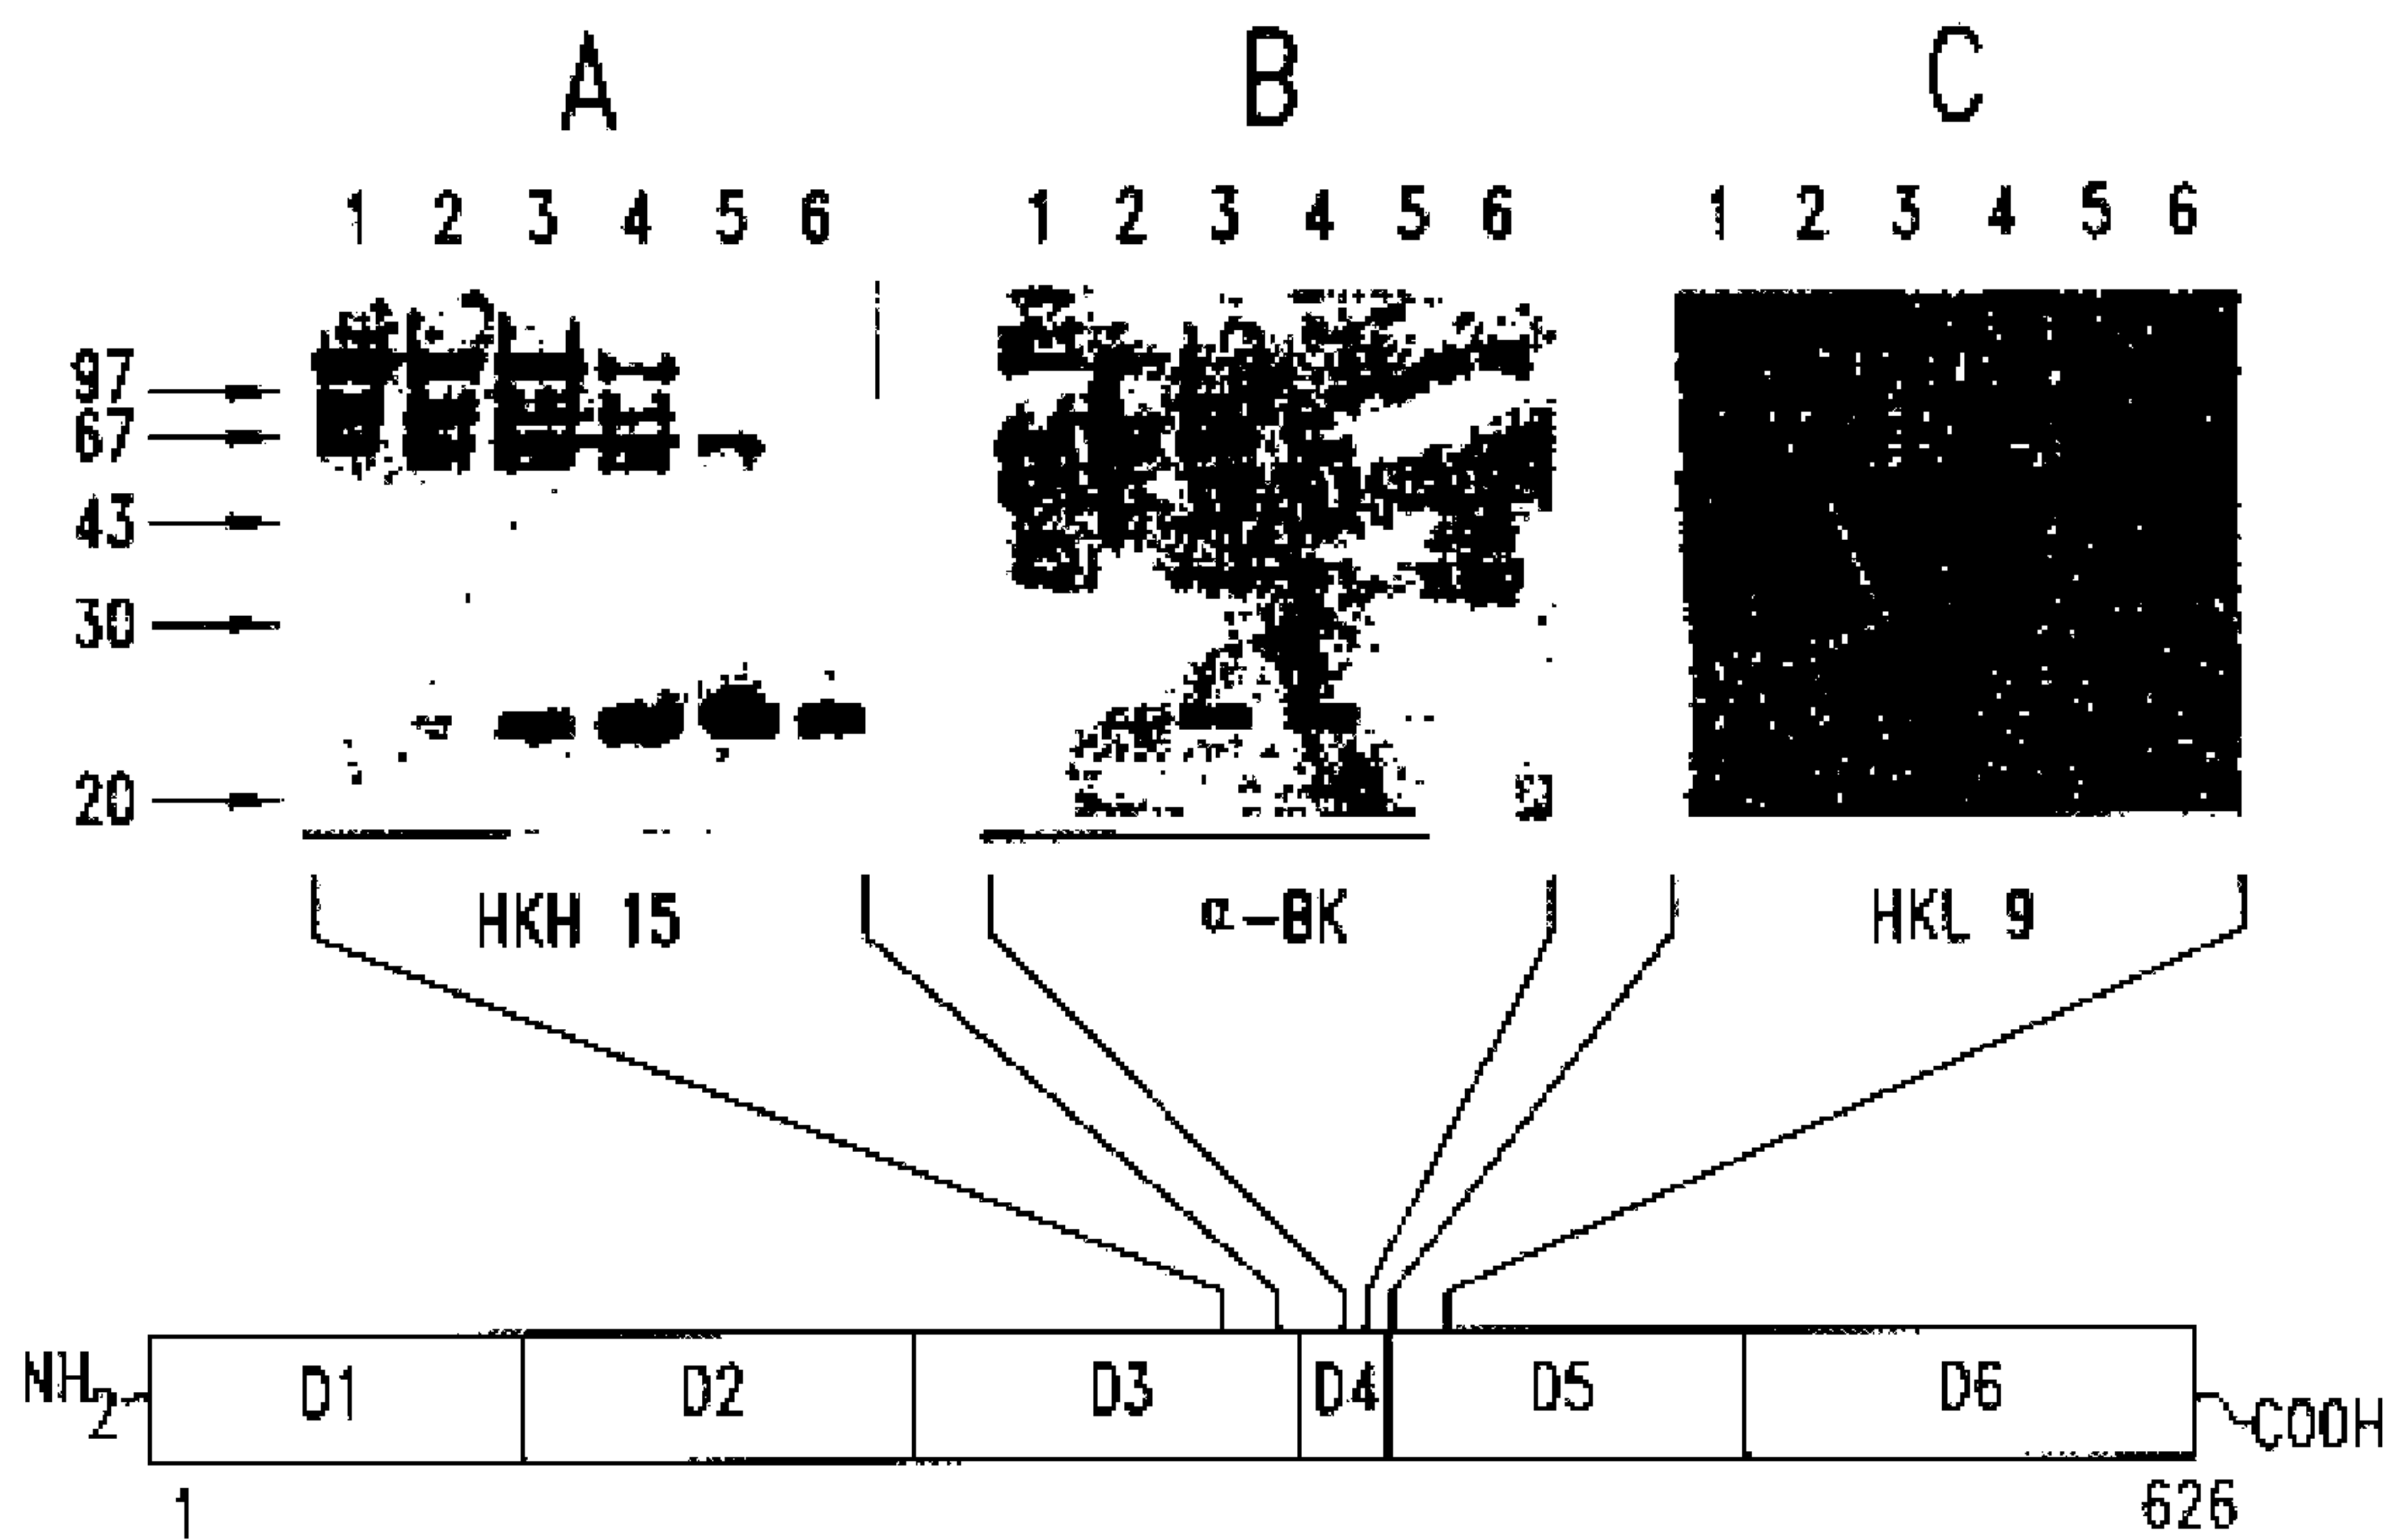 A B C
1 2 3 4 5 6 1 2 3 4 5 6 1 2 3 4 5 6
97
67
43
30
20
HKH 15 α-BK HKL 9
NH2 D1 D2 D3 D4 D5 D6 COOH
1 626